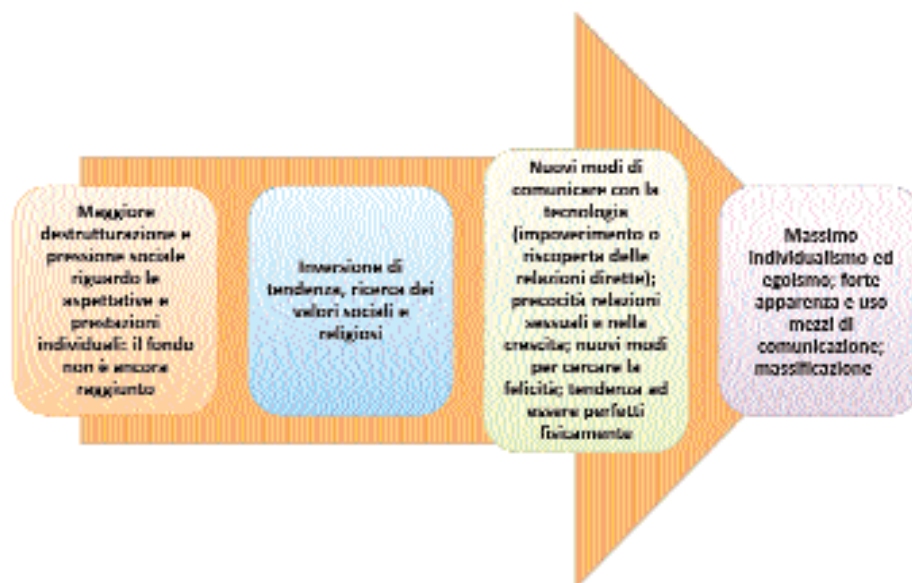 Maggiore
destrutturazione e
pressione sociale
riguardo le
aspettative e
prestazioni
individuali: il fondo
non è ancora
raggiunto
Inversione di
tendenza, ricerca dei
valori sociali e
religiosi
Nuovi modi di
comunicare con la
tecnologia
(impoverimento o
riscoperta delle
relazioni dirette);
precocità relazioni
sessuali e nella
crescita; nuovi modi
per cercare la
felicità; tendenza ad
essere perfetti
fisicamente
Massimo
individualismo ed
egoismo; forte
apparenza e uso
mezzi di
comunicazione;
massificazione